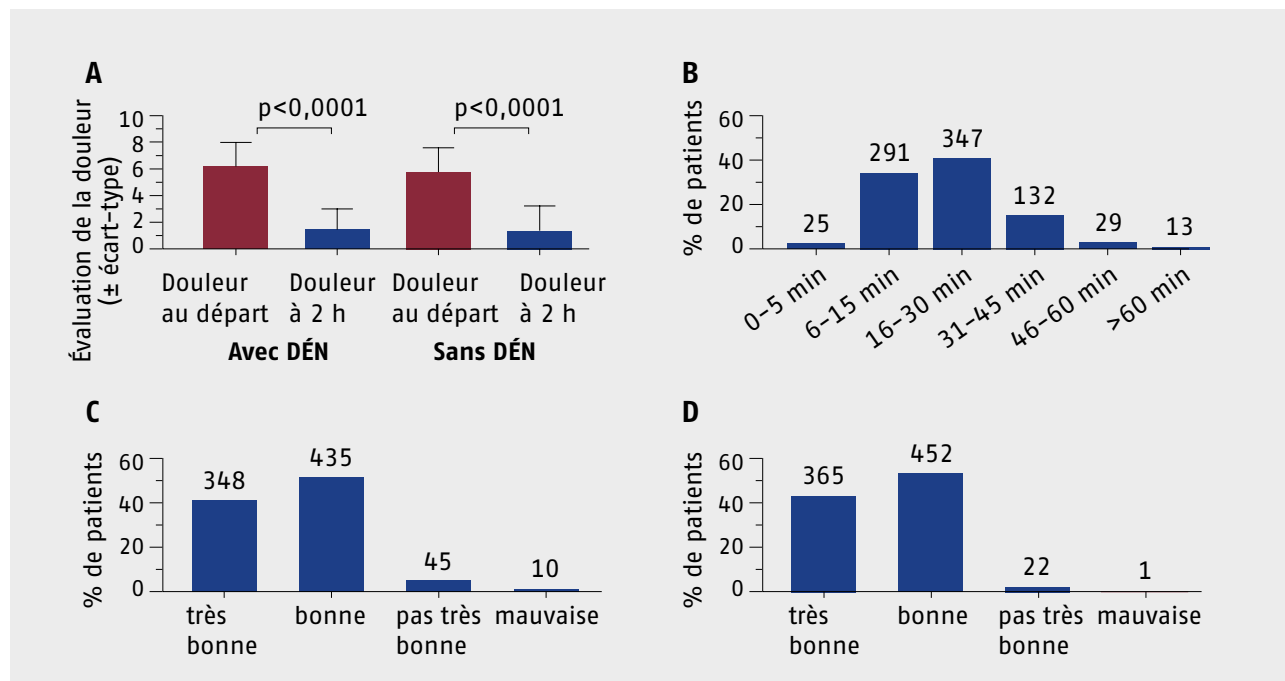 A
Évaluation de la douleur
(± écart-type)
10
8
6
4
2
0
p<0,0001
p<0,0001
Douleur
au départ
Douleur
à 2 h
Douleur
au départ
Douleur
à 2 h
Avec DÉN
Sans DÉN
B
% de patients
60
40
20
0
25
291
347
132
29
13
0-5 min
6-15 min
16-30 min
31-45 min
46-60 min
>60 min
C
% de patients
60
40
20
0
348
435
45
10
très
bonne
bonne
pas très
bonne
mauvaise
D
% de patients
60
40
20
0
365
452
22
1
très
bonne
bonne
pas très
bonne
mauvaise